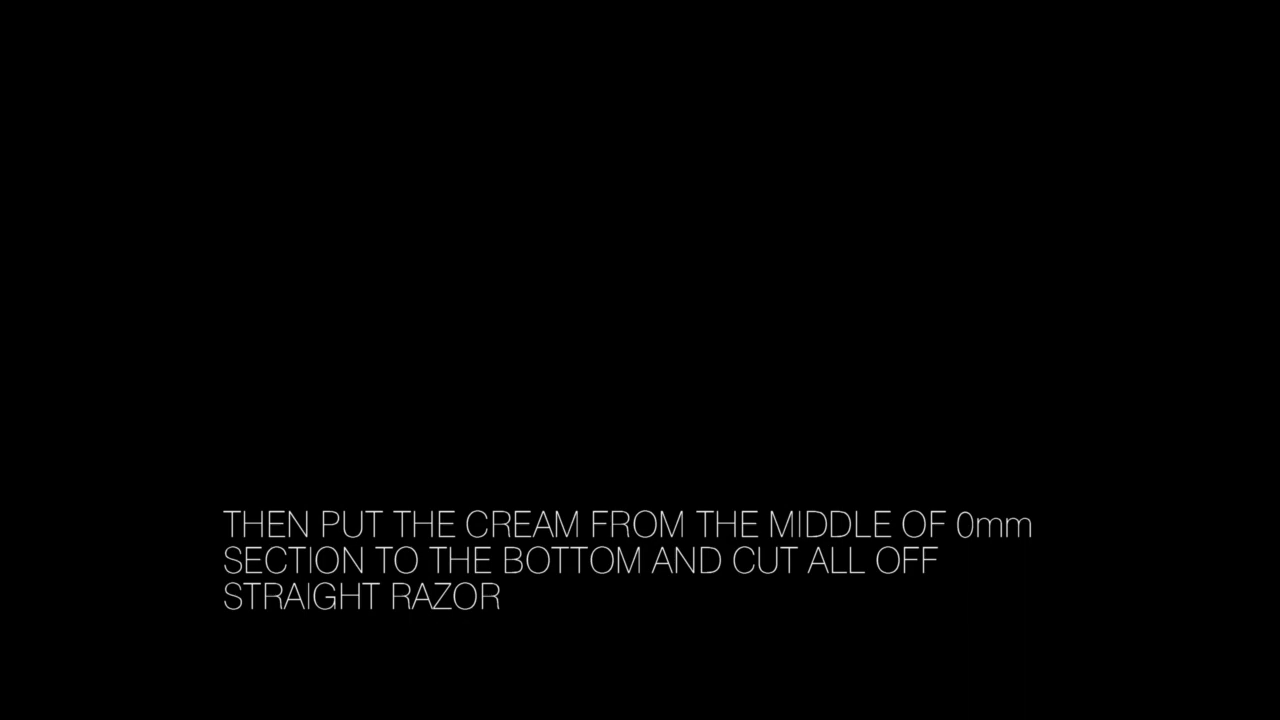 THEN PUT THE CREAM FROM THE MIDDLE OF 0mm
SECTION TO THE BOTTOM AND CUT ALL OFF
STRAIGHT RAZOR